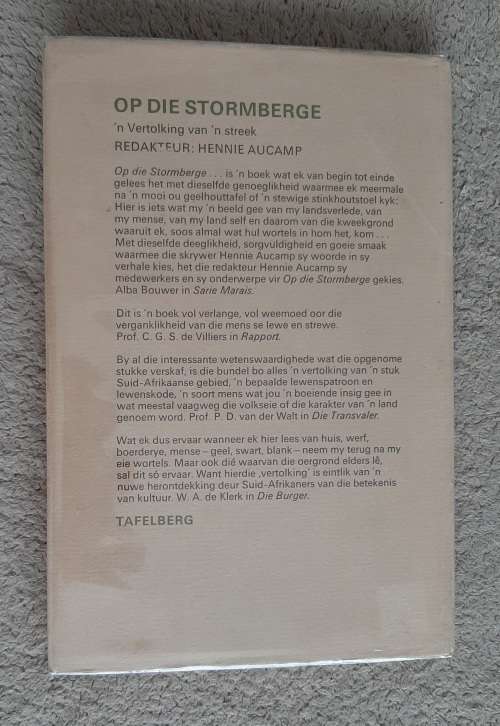 OP DIE STORMBERGE
'n Vertolking van 'n streek
REDAKTEUR: HENNIE AUCAMP
Op die Stormberge . . . is 'n boek wat ek van begin tot einde
gelees het met dieselfde genoeglikheid waarmee ek meermale
na 'n mooi ou geelhouttafel of 'n stewige stinkhoutstoel kyk:
Hier is iets wat my 'n beeld gee van my landsverlede, van
my mense, van my land self en daarom van die kweekgrond
waaruit ek, soos almal wat hul wortels in hom het, kom . . .
Met dieselfde deeglikheid, sorgvuldigheid en goeie smaak
waarmee die skrywer Hennie Aucamp sy woorde in sy
verhale kies, het die redakteur Hennie Aucamp sy
medewerkers en sy onderwerpe vir Op die Stormberge gekies.
Alba Bouwer in Sarie Marais.
Dit is 'n boek vol verlange, vol weemoed oor die
verganklikheid van die mens se lewe en strewe.
Prof. C. G. S. de Villiers in Rapport.
By al die interessante wetenswaardighede wat die opgenome
stukke verskaf, is die bundel bo alles 'n vertolking van 'n stuk
Suid-Afrikaanse gebied, 'n bepaalde lewenspatroon en
lewenskode, 'n soort mens wat jou 'n boeiende insig gee in
wat meestal vaagweg die volkseie of die karakter van 'n land
genoem word. Prof. P. D. van der Walt in Die Transvaler.
Wat ek dus ervaar wanneer ek hier lees van huis, werf,
boerderye, mense – geel, swart, blank – neem my terug na my
eie wortels. Maar ook dié waarvan die oergrond elders lê,
sal dit só ervaar. Want hierdie ‚vertolking' is eintlik van 'n
nuwe herontdekking deur Suid-Afrikaners van die betekenis
van kultuur. W. A. de Klerk in Die Burger.
TAFELBERG